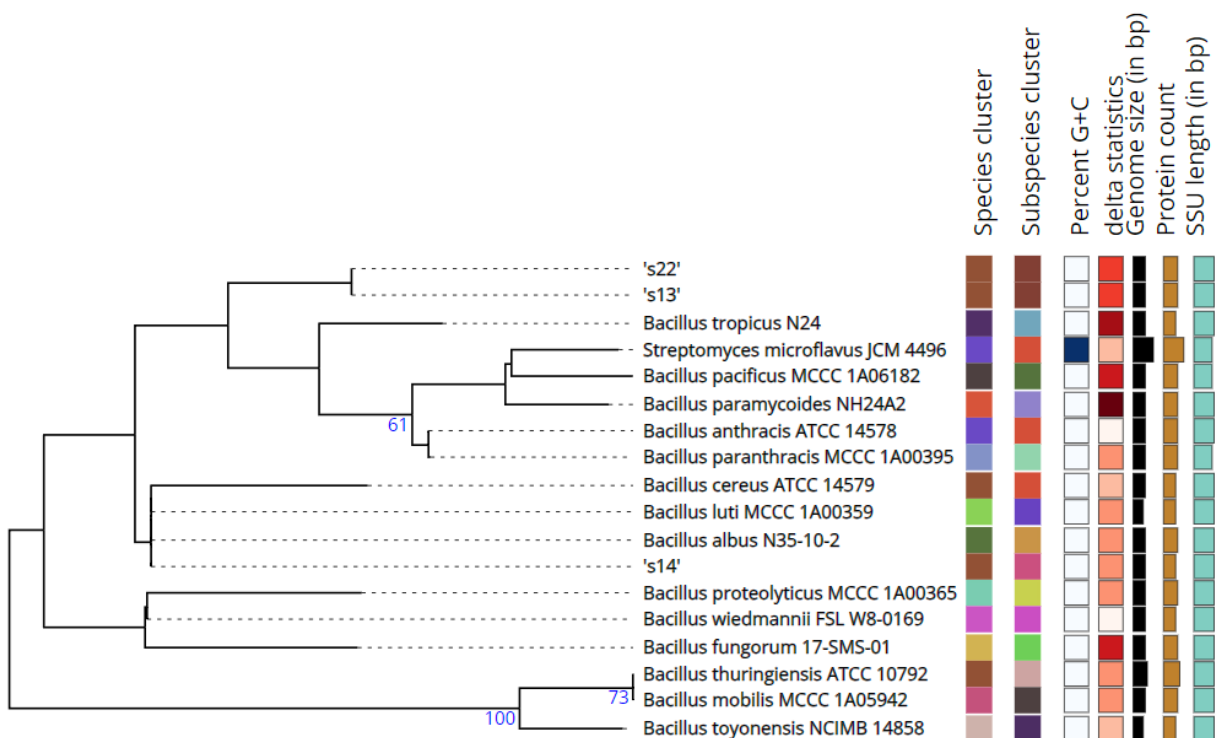 Species cluster
Subspecies cluster
Percent G+C
delta statistics
Genome size (in bp)
Protein count
SSU length (in bp)
's22'
's13'
Bacillus tropicus N24
Streptomyces microflavus JCM 4496
Bacillus pacificus MCCC 1A06182
Bacillus paramycoides NH24A2
61
Bacillus anthracis ATCC 14578
Bacillus paranthracis MCCC 1A00395
Bacillus cereus ATCC 14579
Bacillus luti MCCC 1A00359
Bacillus albus N35-10-2
's14'
Bacillus proteolyticus MCCC 1A00365
Bacillus wiedmannii FSL W8-0169
Bacillus fungorum 17-SMS-01
Bacillus thuringiensis ATCC 10792
73
Bacillus mobilis MCCC 1A05942
100
Bacillus toyonensis NCIMB 14858